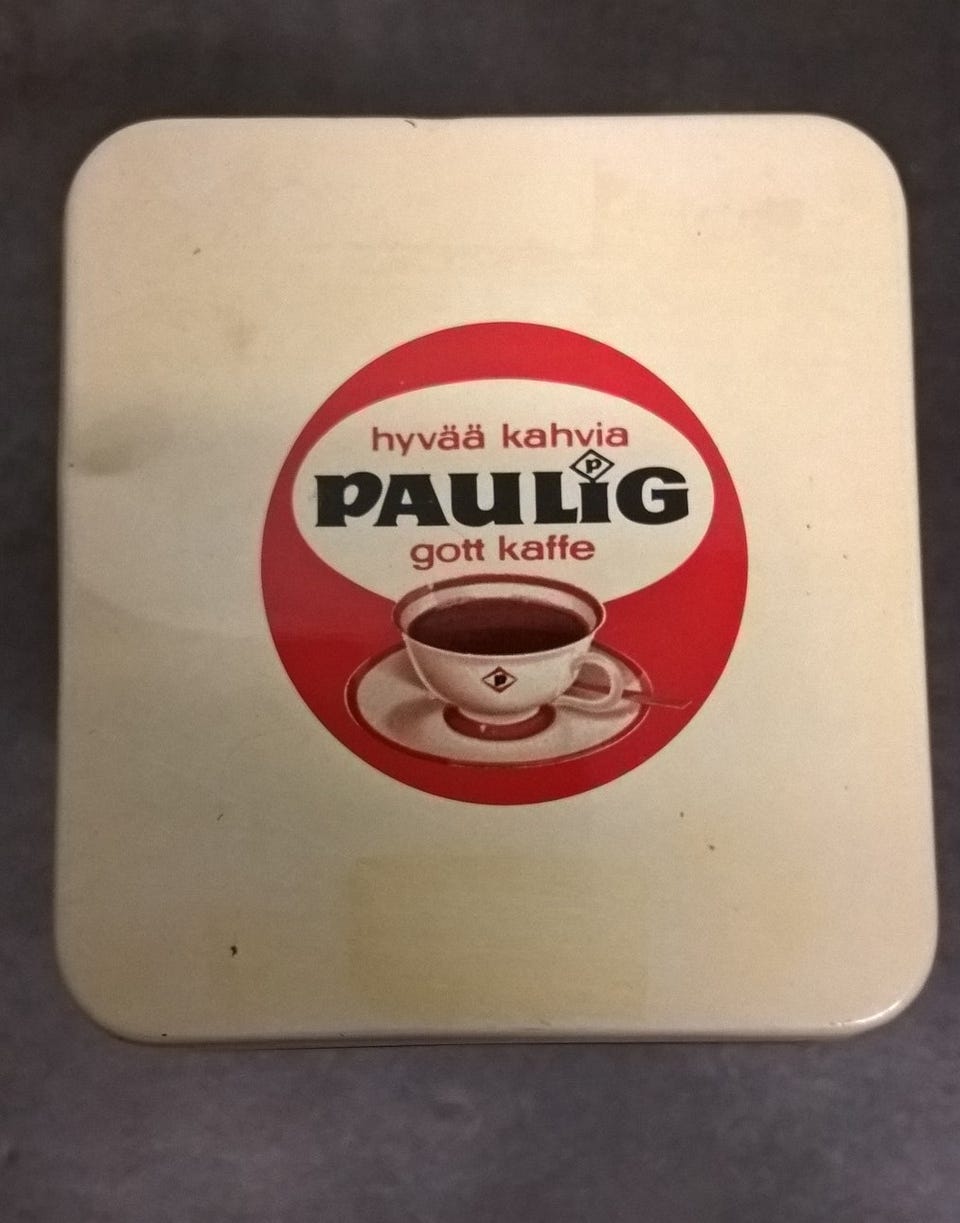 hyvää kahvia
p
PAULiG
gott kaffe
P